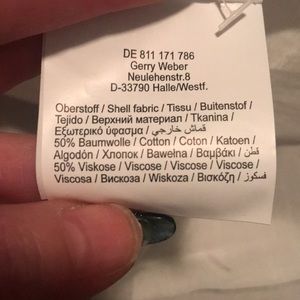 DE 811 171 786
Gerry Weber
Neulehenstr.8
D-33790 Halle/Westf.
Oberstoff / Shell fabric / Tissu / Buitenstof /
Tejido / Верхний материал / Tkanina /
Εξωτερικό ύφασμα / قماش خارجي /
50% Baumwolle / Cotton / Coton / Katoen /
Algodón / Хлопок / Bawełna / Βαμβάκι / قطن /
50% Viskose / Viscose / Viscose / Viscose /
Viscosa / Вискоза / Wiskoza / Βισκόζη / فسكوز /